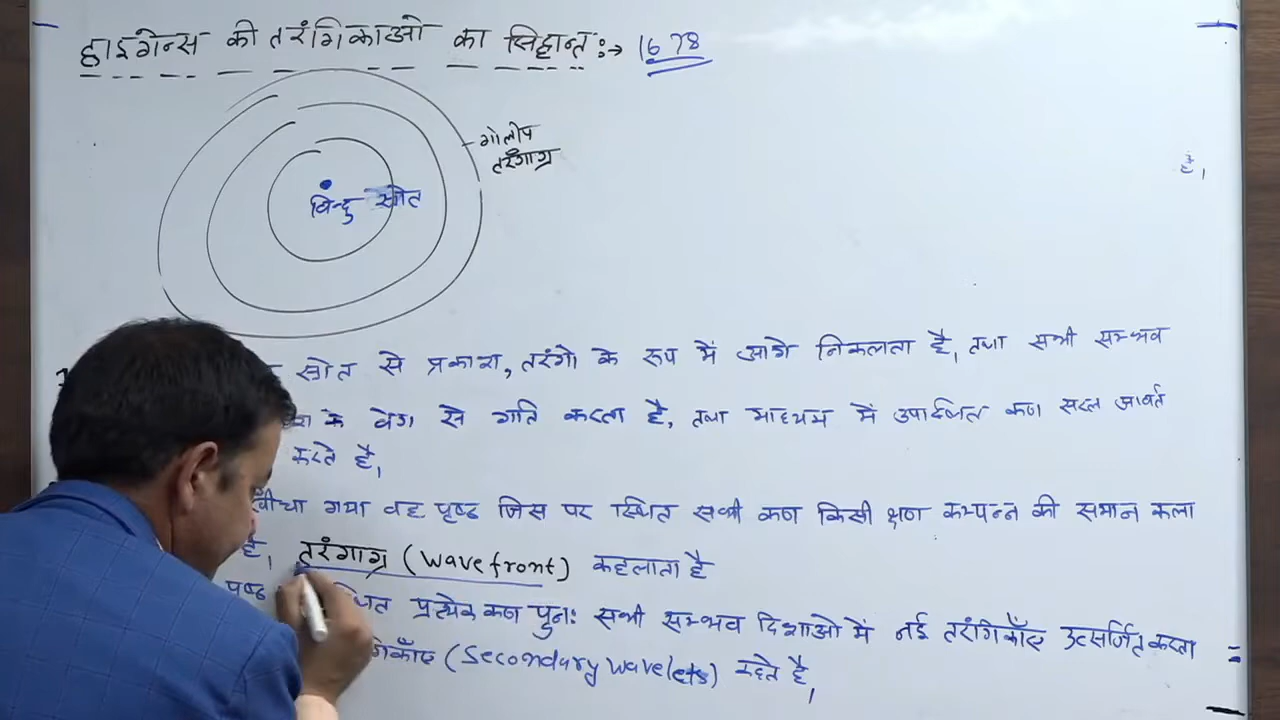 हाइगेन्स की तरंगिकाओ का सिद्दान्त :→ 1678
गोलीय
तरंगाग्र
बिन्दु स्त्रोत
है,
स्त्रोत से प्रकाश, तरंगो के रूप में आगे निकलता है, तथा सभी सम्भव
के वेग से गति करता है, तथा माध्यम में उपस्थित कण सरल आवर्त
करते है,
खींचा गया वह पृष्ठ जिस पर स्थित सभी कण किसी क्षण कम्पन्न की समान कला
है, तरंगाग्र (Wavefront) कहलाता है
पृष्ठ प्रत्येक कण पुनः सभी सम्भव दिशाओ में नई तरंगिकाँए उत्सर्जित करता
(Secondary wavelets) कहते है,